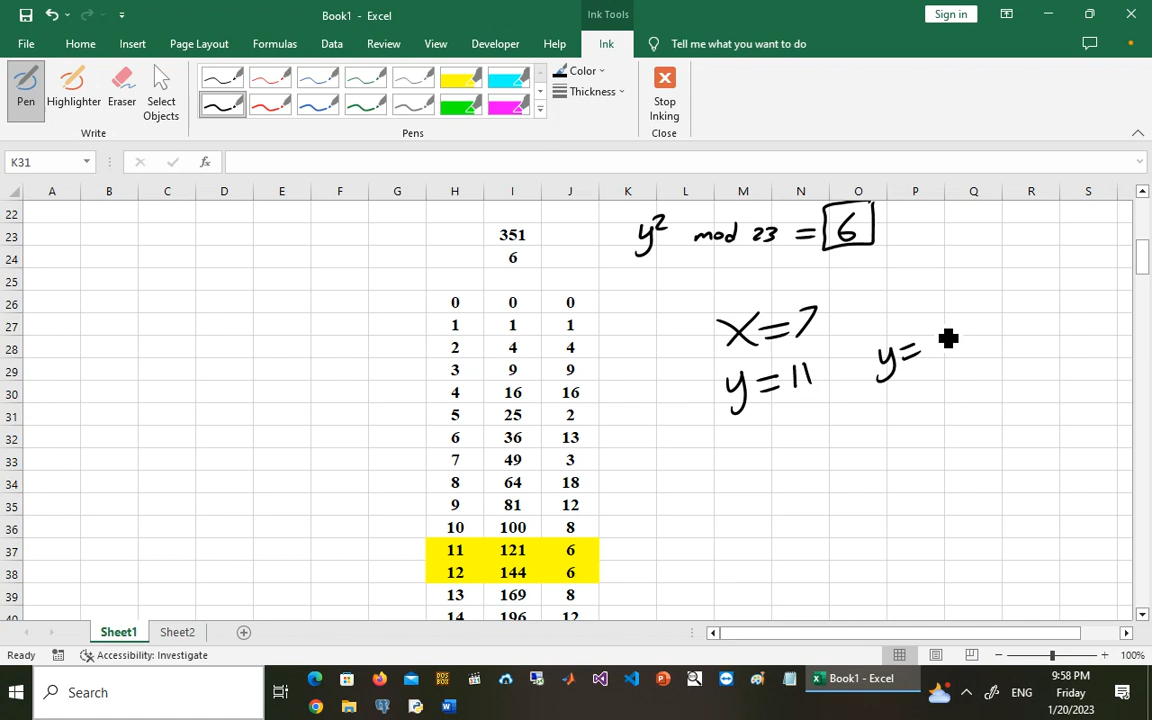 Book1 - Excel
Ink Tools
Sign in
File Home Insert Page Layout Formulas Data Review View Developer Help Ink Tell me what you want to do
Pen Highlighter Eraser Select Objects
Color
Thickness
Stop Inking
Write Pens Close
K31
fx
A B C D E F G H I J K L M N O P Q R S
22
23 351
24 6
y² mod 23 = 6
25
26 0 0 0
27 1 1 1
28 2 4 4
29 3 9 9
30 4 16 16
31 5 25 2
32 6 36 13
33 7 49 3
34 8 64 18
35 9 81 12
36 10 100 8
37 11 121 6
38 12 144 6
39 13 169 8
40 14 196 12
x=7
y=11
y=
Sheet1 Sheet2
Ready Accessibility: Investigate 100%
Search
DOS BOX
Book1 - Excel
ENG
9:58 PM
Friday
1/20/2023